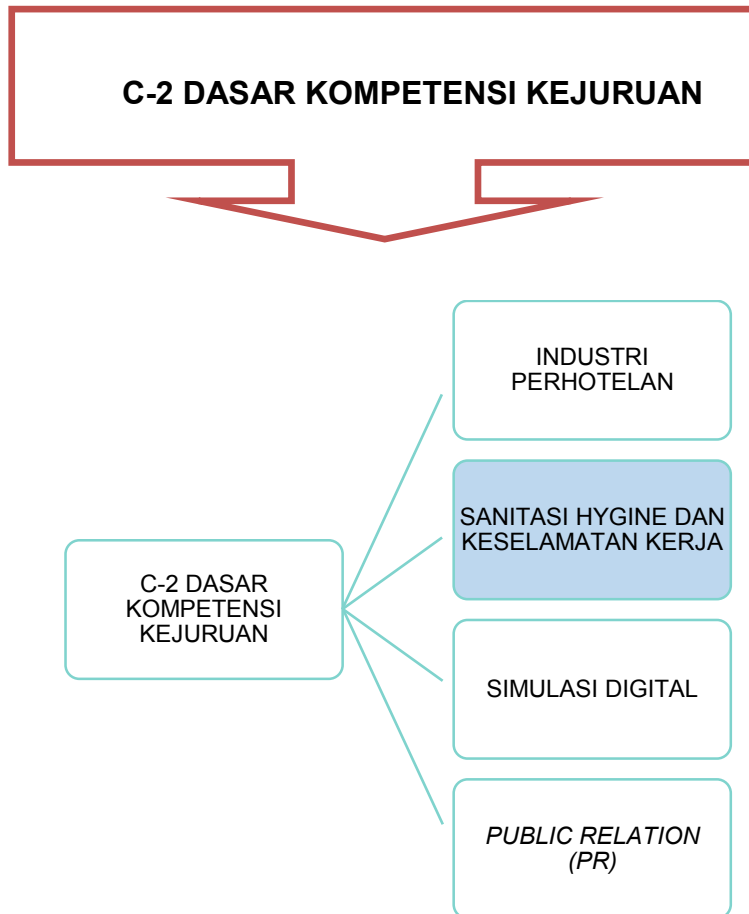 C-2 DASAR KOMPETENSI KEJURUAN
INDUSTRI
PERHOTELAN
SANITASI HYGINE DAN
KESELAMATAN KERJA
C-2 DASAR
KOMPETENSI
KEJURUAN
SIMULASI DIGITAL
PUBLIC RELATION
(PR)